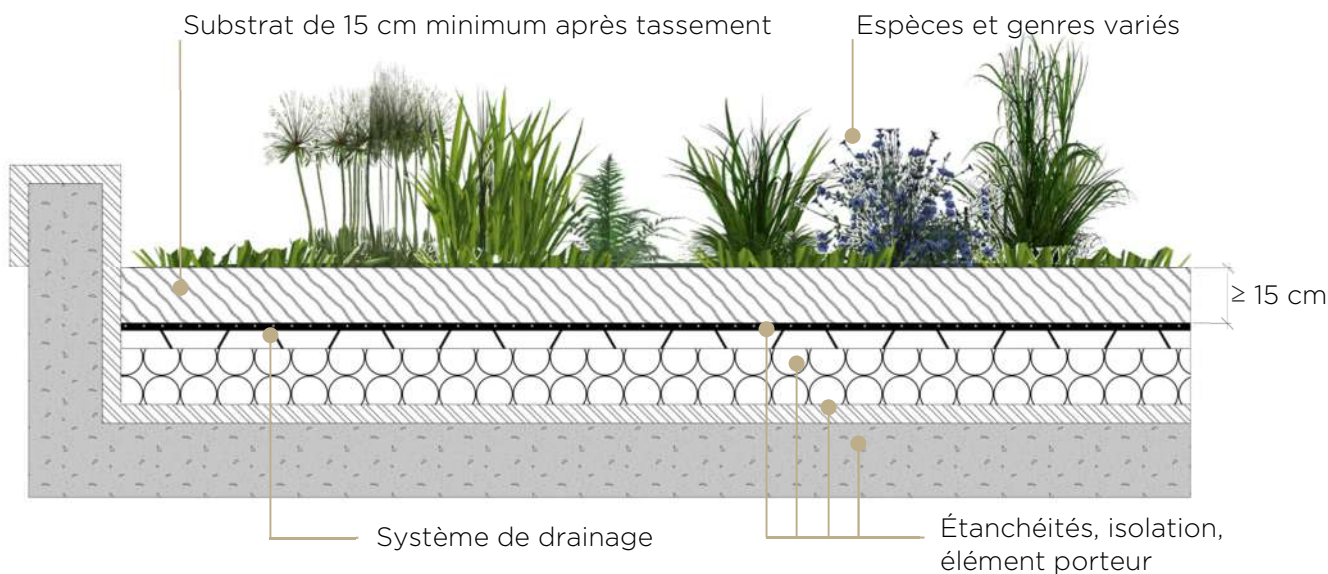 Substrat de 15 cm minimum après tassement
Espèces et genres variés
≥ 15 cm
Système de drainage
Étanchéités, isolation,
élément porteur